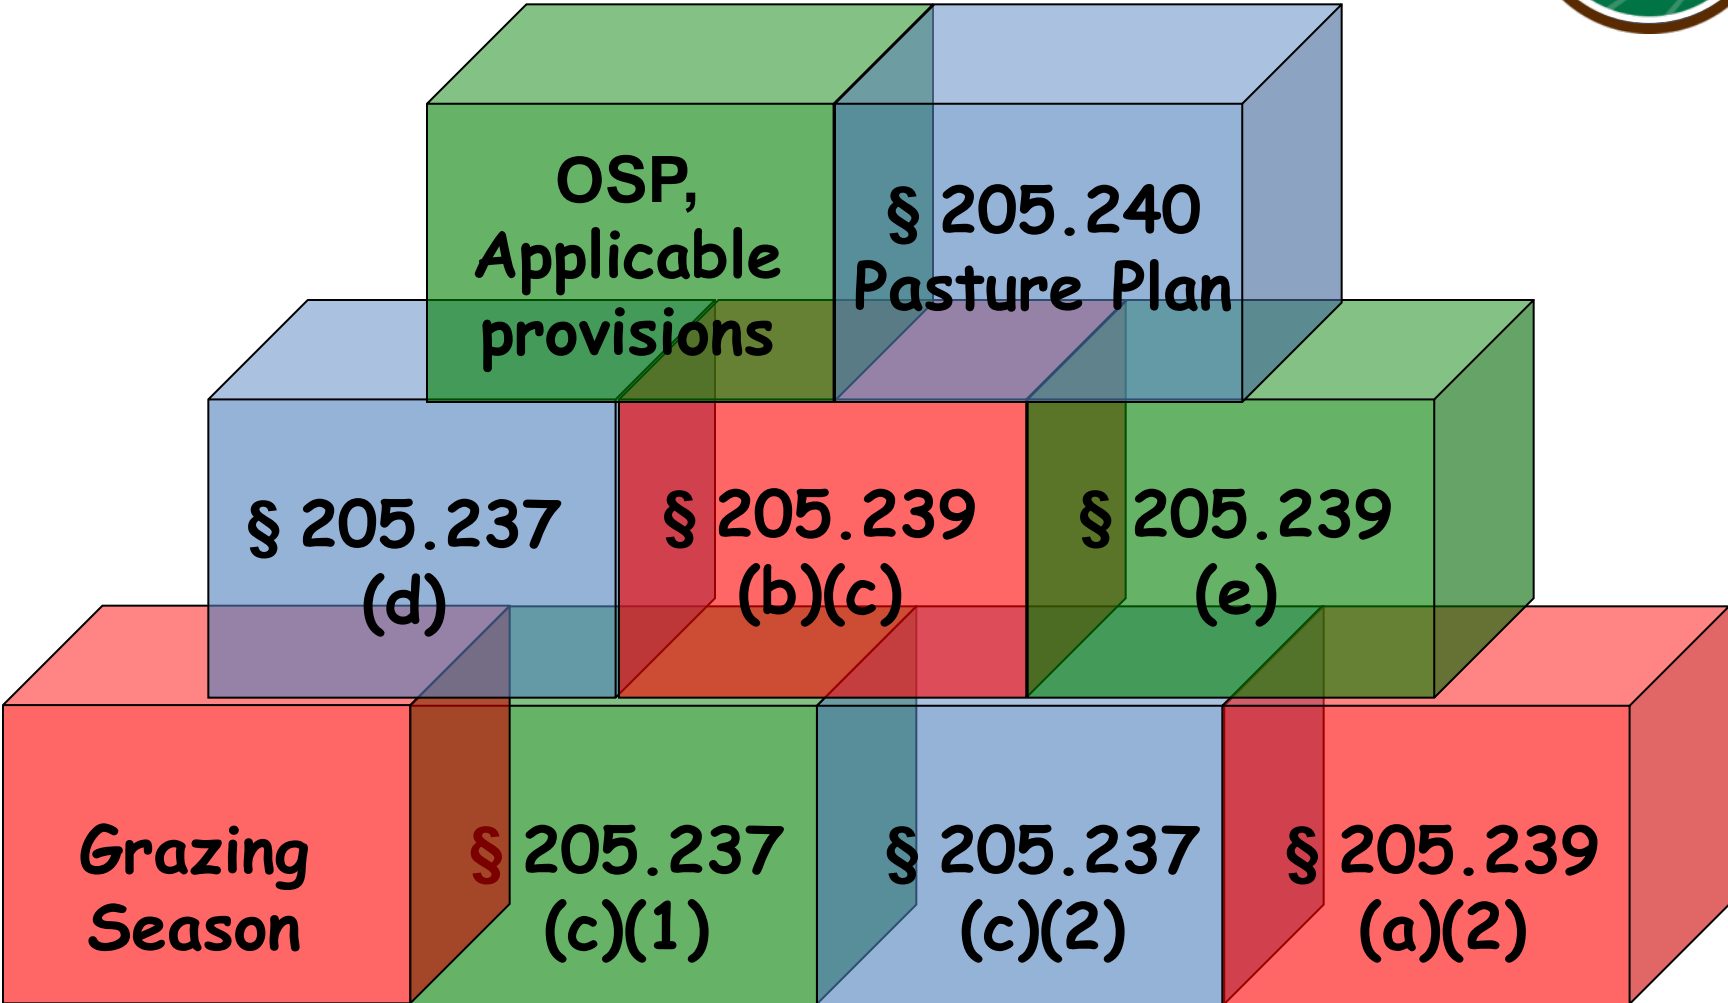 OSP,
Applicable
provisions
§ 205.240
Pasture Plan
§ 205.237
(d)
§ 205.239
(b)(c)
§ 205.239
(e)
Grazing
Season
§ 205.237
(c)(1)
§ 205.237
(c)(2)
§ 205.239
(a)(2)